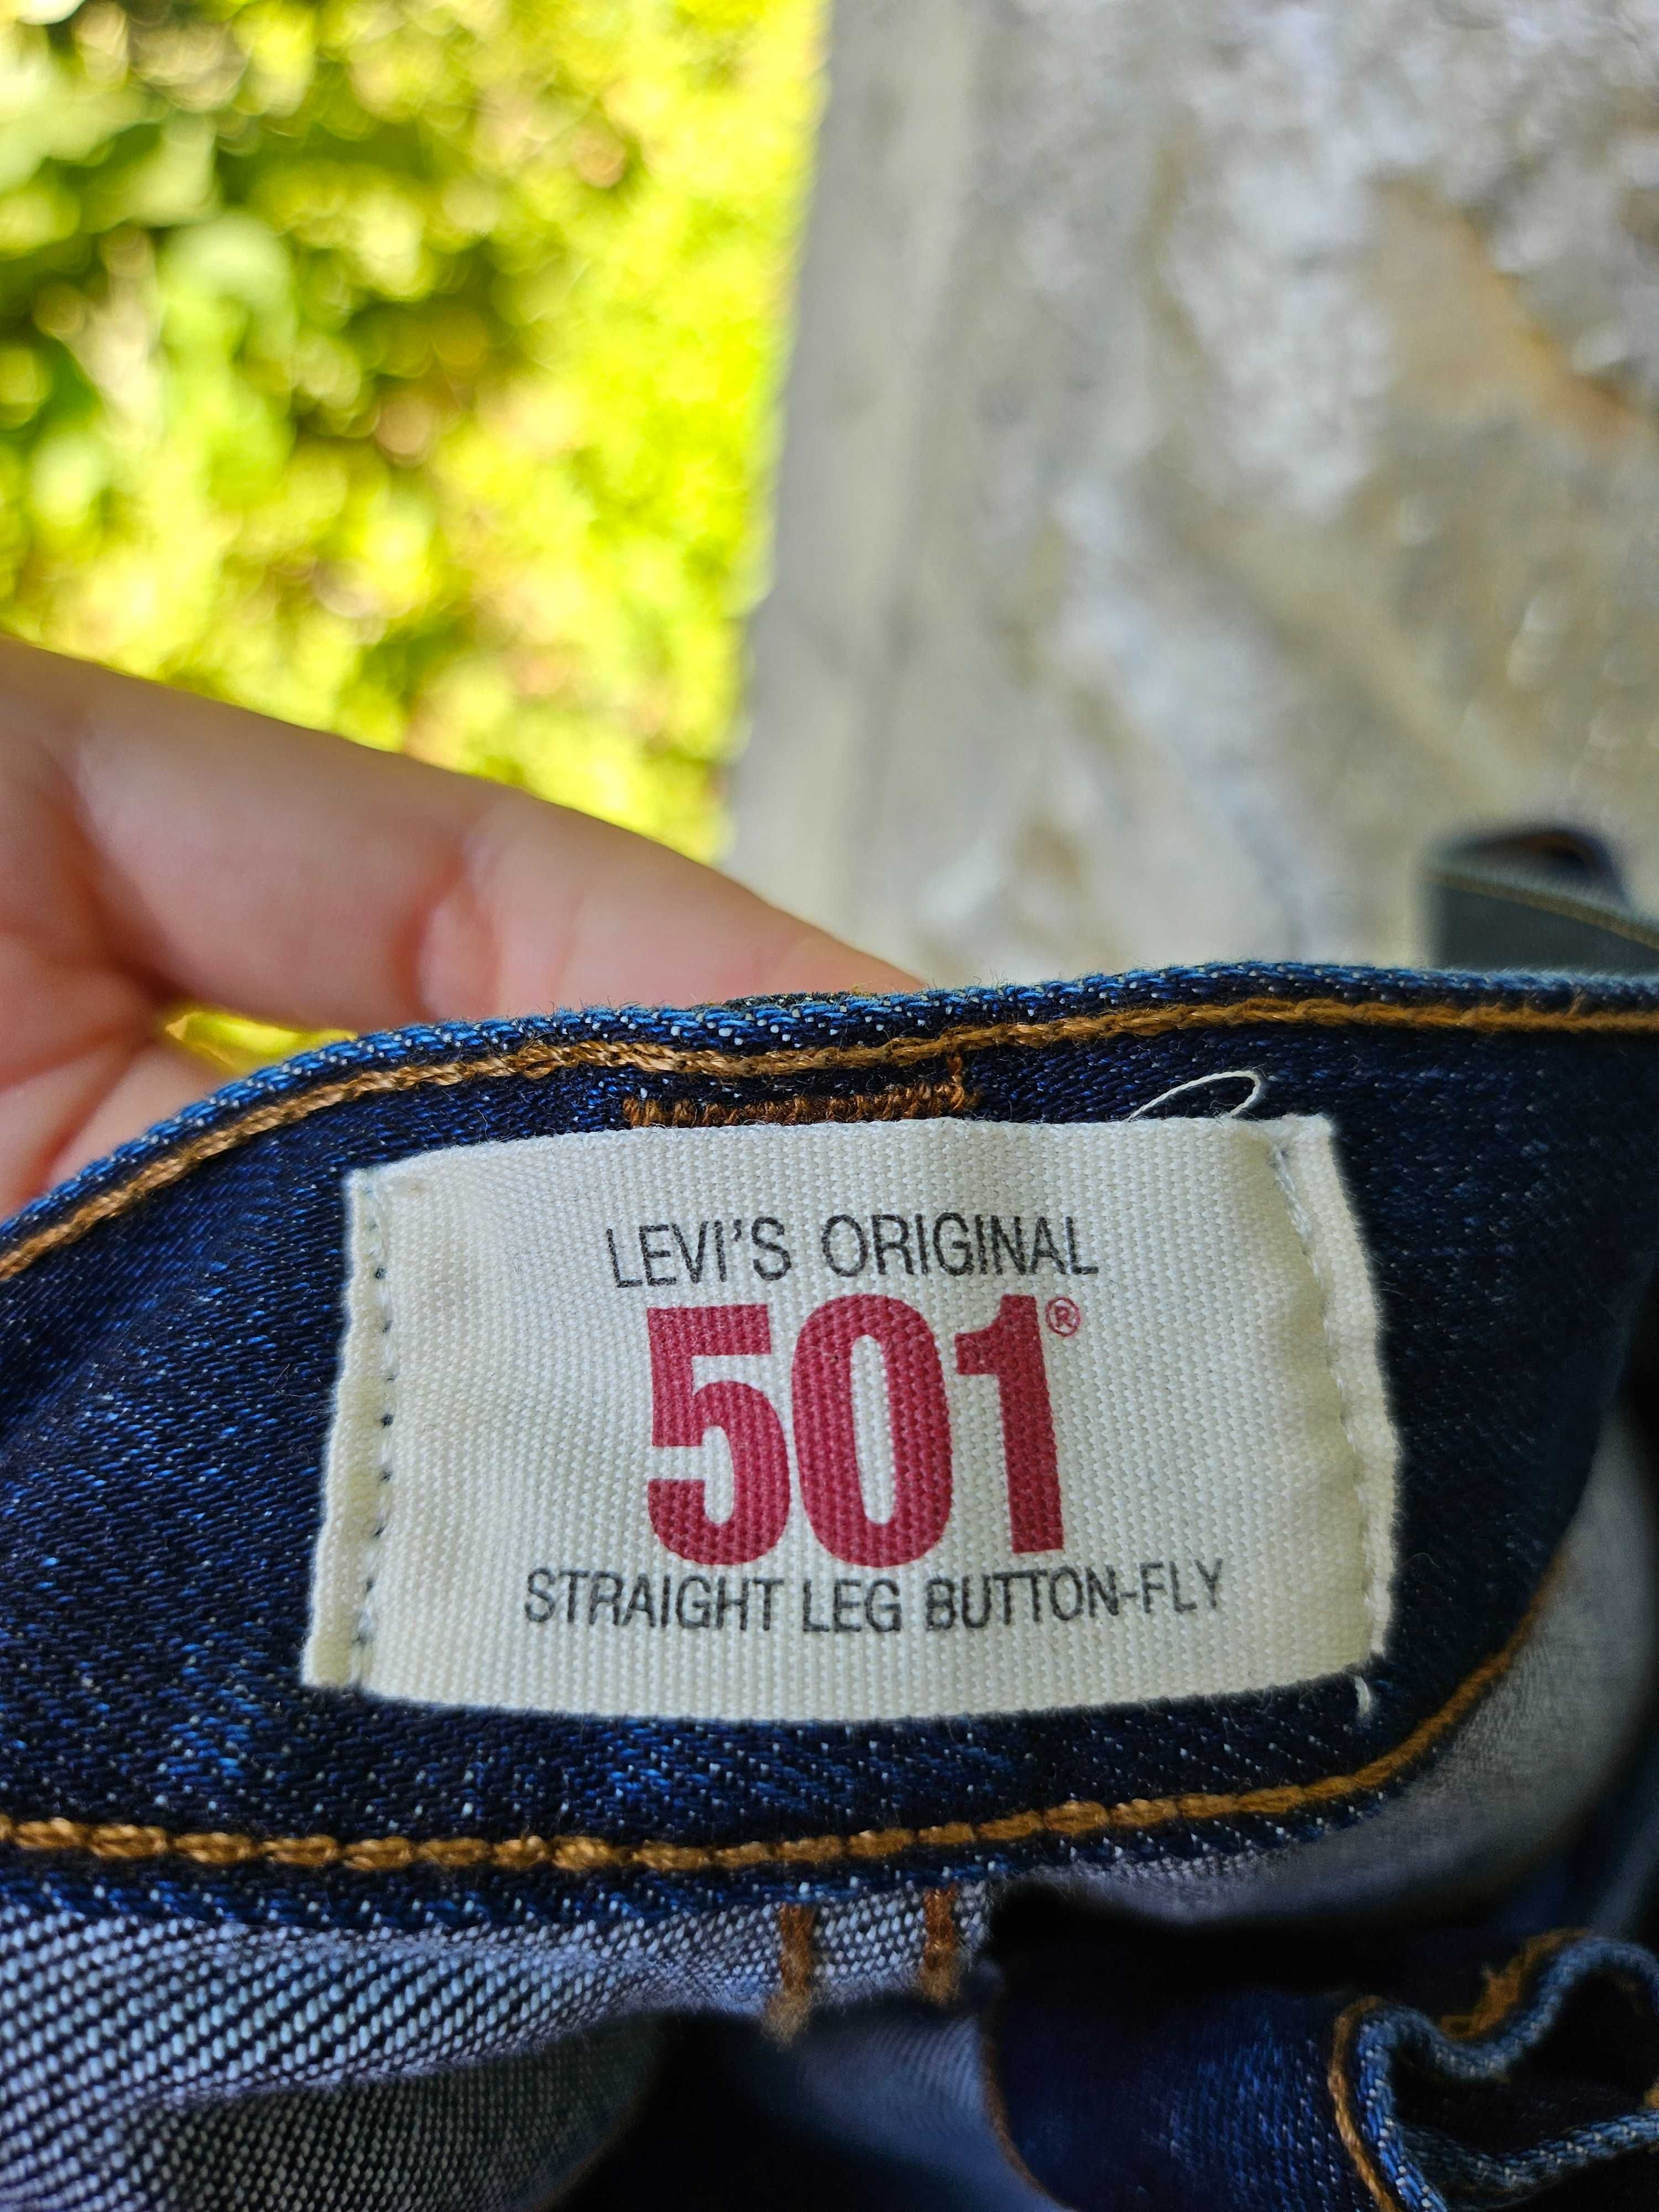 LEVI'S ORIGINAL
501®
STRAIGHT LEG BUTTON-FLY